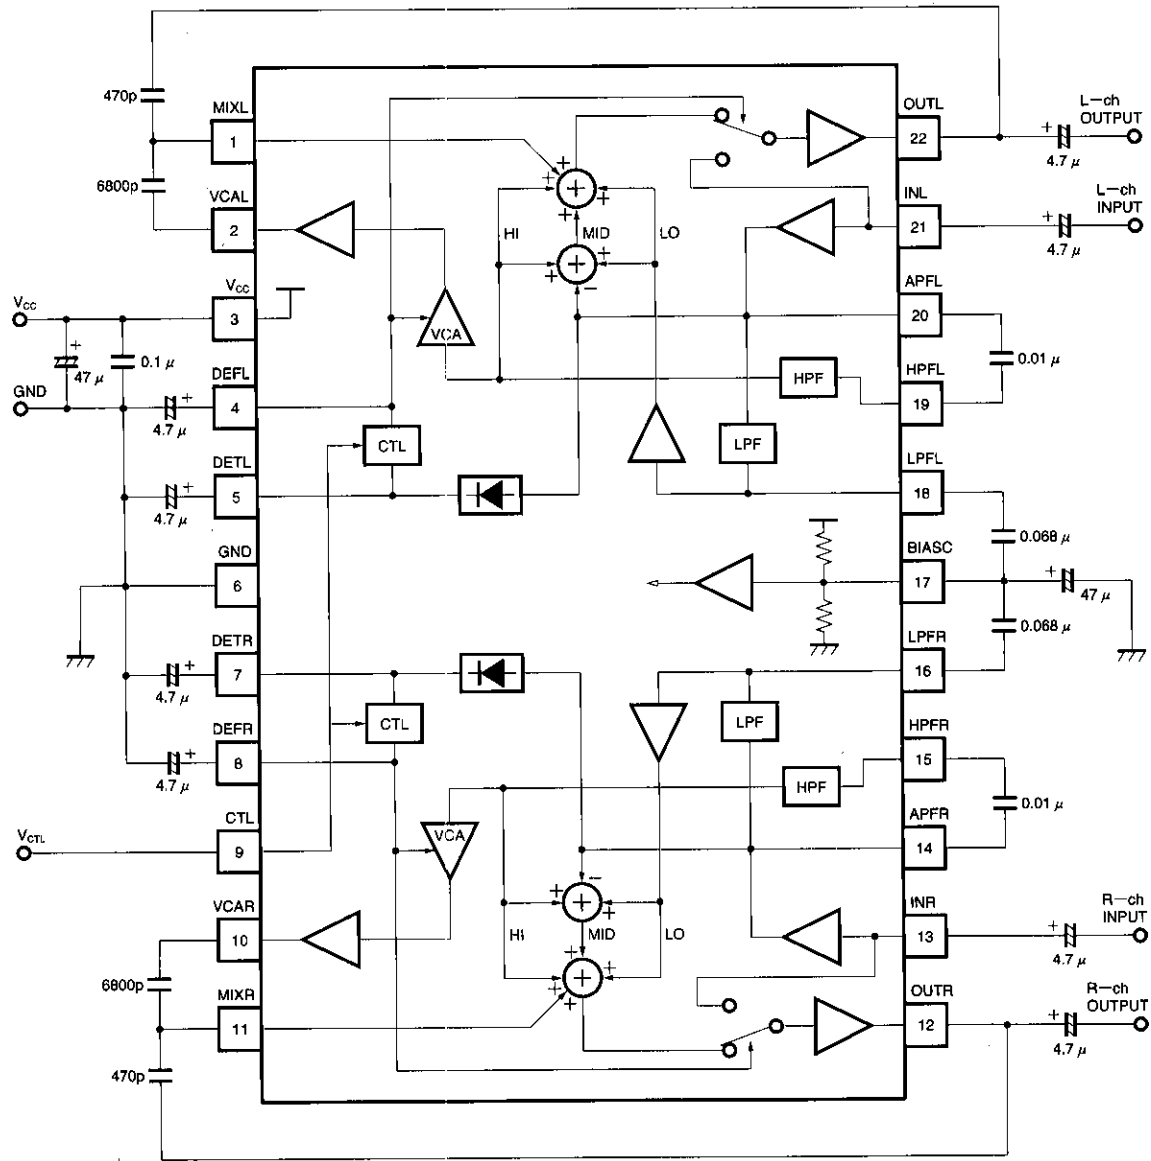 470p
MIXL
1
OUTL
22
L−ch
OUTPUT
+
4.7 μ
6800p
VCAL
2
+
+
+
+
+
+
HI
MID
LO
INL
21
L−ch
INPUT
+
4.7 μ
+
+
−
VCC
VCC
3
VCA
APFL
20
+
47 μ
0.1 μ
0.01 μ
HPF
HPFL
19
GND
DEFL
4
+
4.7 μ
CTL
LPF
DETL
5
+
4.7 μ
LPFL
18
0.068 μ
GND
6
BIASC
17
+
47 μ
0.068 μ
DETR
7
+
4.7 μ
LPFR
16
CTL
LPF
DEFR
8
+
4.7 μ
HPFR
15
HPF
0.01 μ
VCTL
CTL
9
VCA
APFR
14
−
+
+
+
+
VCAR
10
HI
MID
LO
INR
13
R−ch
INPUT
+
4.7 μ
+
+
+
+
6800p
MIXR
11
OUTR
12
R−ch
OUTPUT
+
4.7 μ
470p